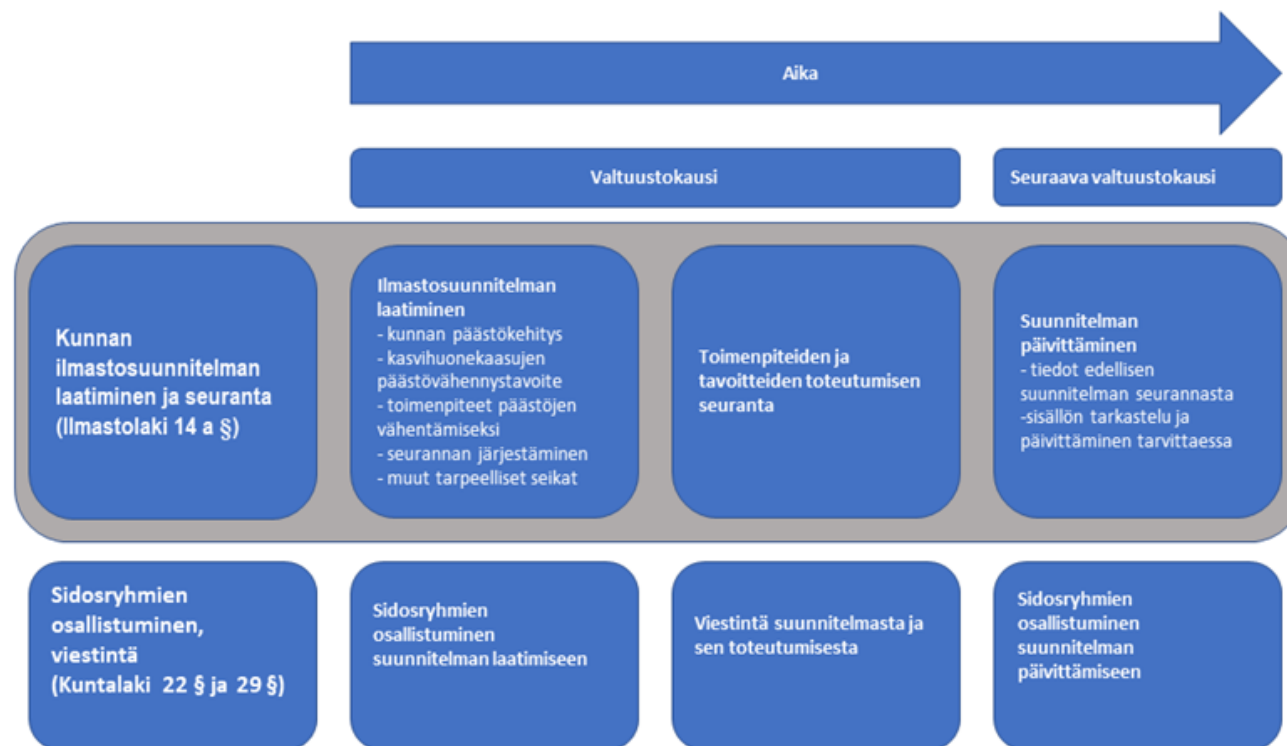 Aika
Valtuustokausi
Seuraava valtuustokausi
Kunnan
ilmastosuunnitelman
laatiminen ja seuranta
(Ilmastolaki 14 a §)
Ilmastosuunnitelman
laatiminen
- kunnan päästökehitys
- kasvihuonekaasujen
päästövähennystavoite
- toimenpiteet päästöjen
vähentämiseksi
- seurannan järjestäminen
- muut tarpeelliset seikat
Toimenpiteiden ja
tavoitteiden toteutumisen
seuranta
Suunnitelman
päivittäminen
- tiedot edellisen
suunnitelman seurannasta
-sisällön tarkastelu ja
päivittäminen tarvittaessa
Sidosryhmien
osallistuminen,
viestintä
(Kuntalaki 22 § ja 29 §)
Sidosryhmien
osallistuminen
suunnitelman laatimiseen
Viestintä suunnitelmasta ja
sen toteutumisesta
Sidosryhmien
osallistuminen
suunnitelman
päivittämiseen